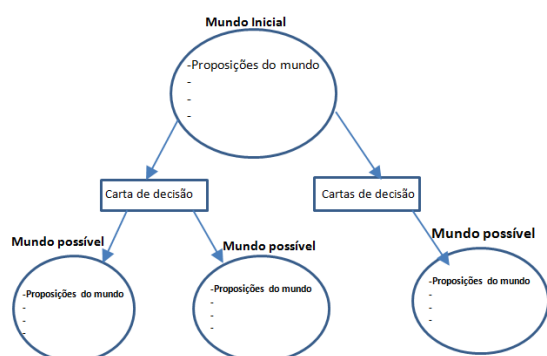 Mundo Inicial
-Proposições do mundo
-
-
-
Carta de decisão
Cartas de decisão
Mundo possível
Mundo possível
Mundo possível
-Proposições do mundo
-
-
-
-Proposições do mundo
-
-
-
-Proposições do mundo
-
-
-